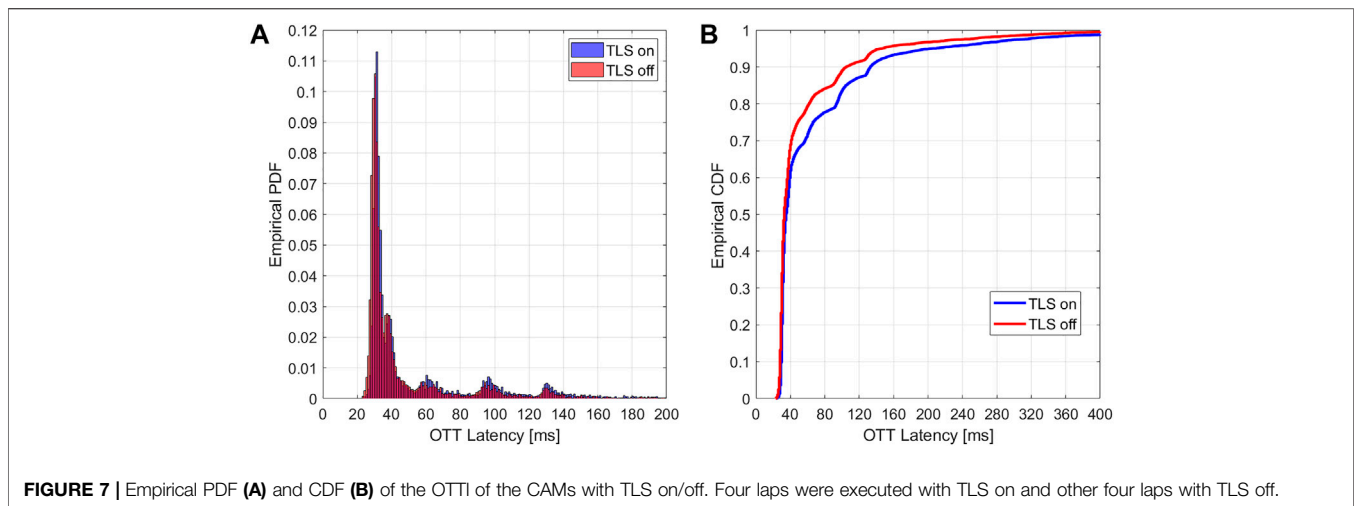 A
0.12
0.11
0.1
0.09
0.08
0.07
0.06
0.05
0.04
0.03
0.02
0.01
0
Empirical PDF
TLS on
TLS off
0 20 40 60 80 100 120 140 160 180 200
OTT Latency [ms]
B
1
0.9
0.8
0.7
0.6
0.5
0.4
0.3
0.2
0.1
0
Empirical CDF
TLS on
TLS off
0 40 80 120 160 200 240 280 320 360 400
OTT Latency [ms]
FIGURE 7 | Empirical PDF (A) and CDF (B) of the OTTl of the CAMs with TLS on/off. Four laps were executed with TLS on and other four laps with TLS off.